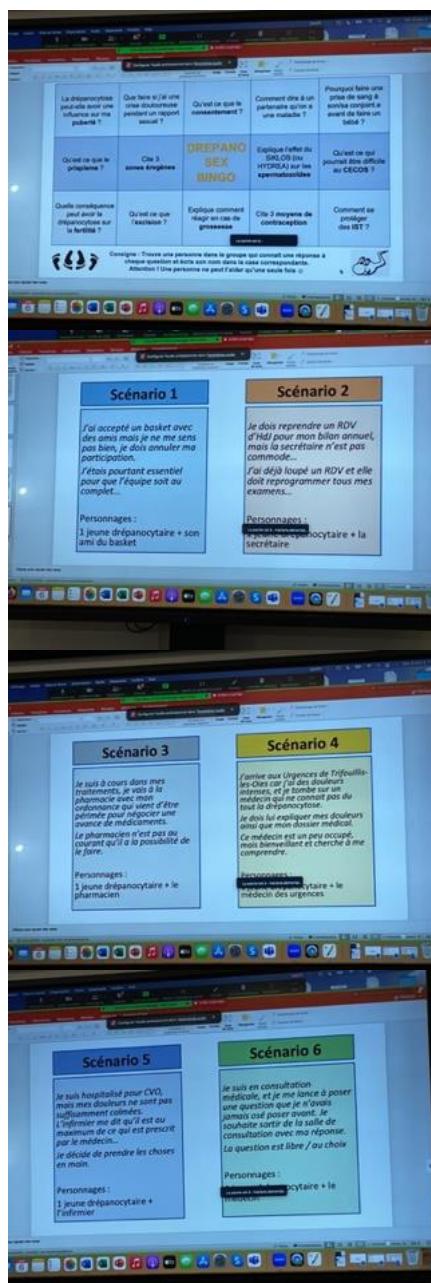 La drépanocytose
peut-elle avoir une
influence sur ma
puberté ?
Que faire si j'ai une
crise douloureuse
pendant un rapport
sexuel ?
Qu'est ce que le
consentement ?
Comment dire à un
partenaire qu'on a
une maladie ?
Pourquoi faire une
prise de sang à
son/sa conjoint.e
avant de faire un
bébé ?
Qu'est ce que le
priapisme ?
Cite 3
zones érogènes
DREPANO
SEX
BINGO
Explique l'effet du
SIKLOS (ou
HYDREA) sur les
spermatozoïdes
Qu'est ce qui
pourrait être difficile
au CECOS ?
Quelle conséquence
peut avoir la
drépanocytose sur
la fertilité ?
Qu'est ce que
l'excision ?
Explique comment
réagir en cas de
grossesse
Cite 3 moyens de
contraception
Comment se
protéger
des IST ?
Consigne : Trouve une personne dans le groupe qui connait une réponse à
chaque question et écris son nom dans la case correspondante.
Attention ! Une personne ne peut t'aider qu'une seule fois
Scénario 1
J'ai accepté un basket avec
des amis mais je ne me sens
pas bien, je dois annuler ma
participation.
J'étais pourtant essentiel
pour que l'équipe soit au
complet...
Personnages :
1 jeune drépanocytaire + son
ami du basket
Scénario 2
Je dois reprendre un RDV
d'HdJ pour mon bilan annuel,
mais la secrétaire n'est pas
commode...
J'ai déjà loupé un RDV et elle
doit reprogrammer tous mes
examens...
Personnages :
1 jeune drépanocytaire + la
secrétaire
Scénario 3
Je suis à cours dans mes
traitements, je vais à la
pharmacie avec mon
ordonnance qui vient d'être
périmée pour négocier une
avance de médicaments.
Le pharmacien n'est pas au
courant qu'il a la possibilité de
le faire.
Personnages :
1 jeune drépanocytaire + le
pharmacien
Scénario 4
J'arrive aux Urgences de Trifouillis-
les-Oies car j'ai des douleurs
intenses, et je tombe sur un
médecin qui ne connait pas du
tout la drépanocytose.
Je dois lui expliquer mes douleurs
ainsi que mon dossier médical.
Ce médecin est un peu occupé,
mais bienveillant et cherche à me
comprendre.
Personnages :
cytaire + le
médecin des urgences
Scénario 5
Je suis hospitalisé pour CVO,
mais mes douleurs ne sont pas
suffisamment calmées.
L'infirmier me dit qu'il est au
maximum de ce qui est prescrit
par le médecin...
Je décide de prendre les choses
en main.
Personnages :
1 jeune drépanocytaire +
l'infirmier
Scénario 6
Je suis en consultation
médicale, et je me lance à poser
une question que je n'avais
jamais osé poser avant. Je
souhaite sortir de la salle de
consultation avec ma réponse.
La question est libre / au choix
Personnages :
cytaire + le
médecin